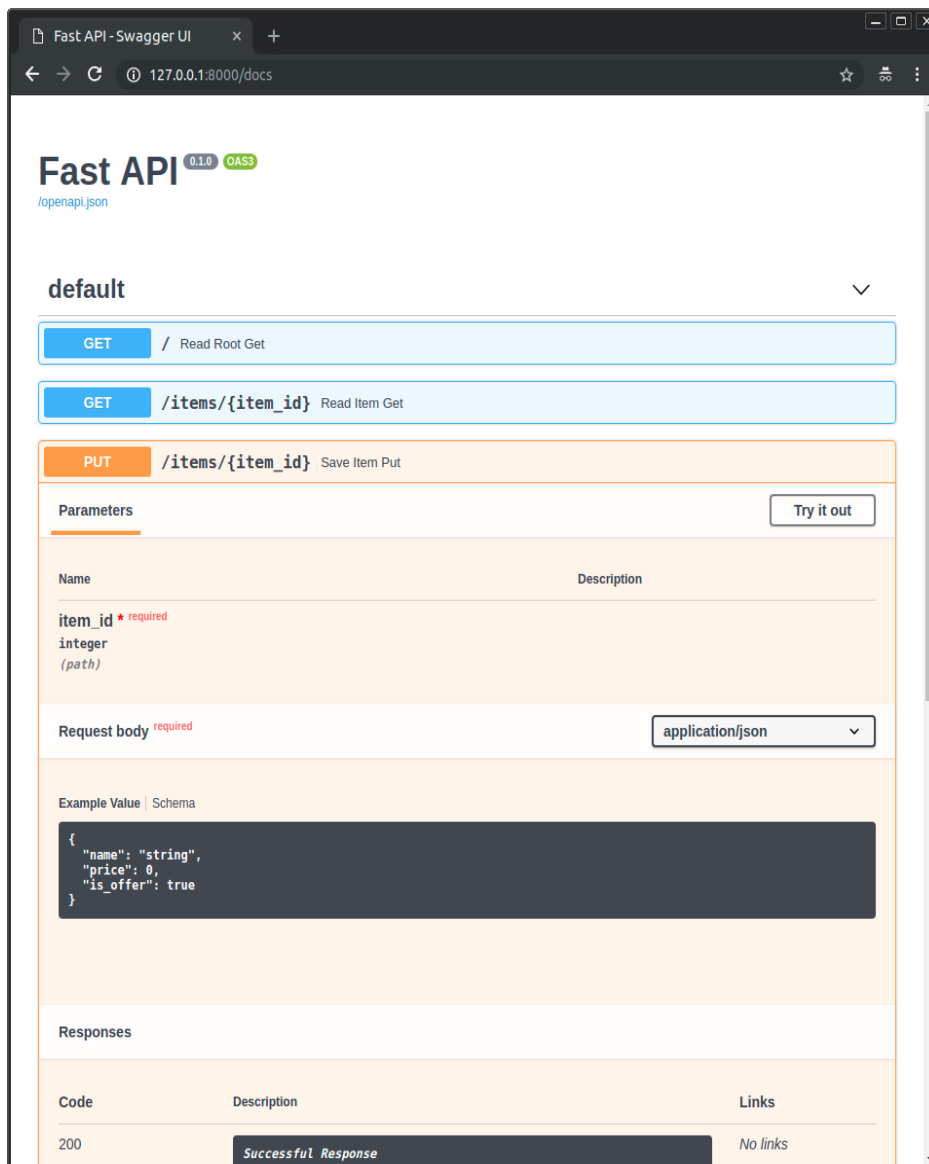 Fast API - Swagger UI
127.0.0.1:8000/docs
Fast API 0.1.0 OAS3
/openapi.json
default
GET / Read Root Get
GET /items/{item_id} Read Item Get
PUT /items/{item_id} Save Item Put
Parameters Try it out
Name Description
item_id * required
integer
(path)
Request body required application/json
Example Value Schema
{
"name": "string",
"price": 0,
"is_offer": true
}
Responses
Code Description Links
200 Successful Response No links